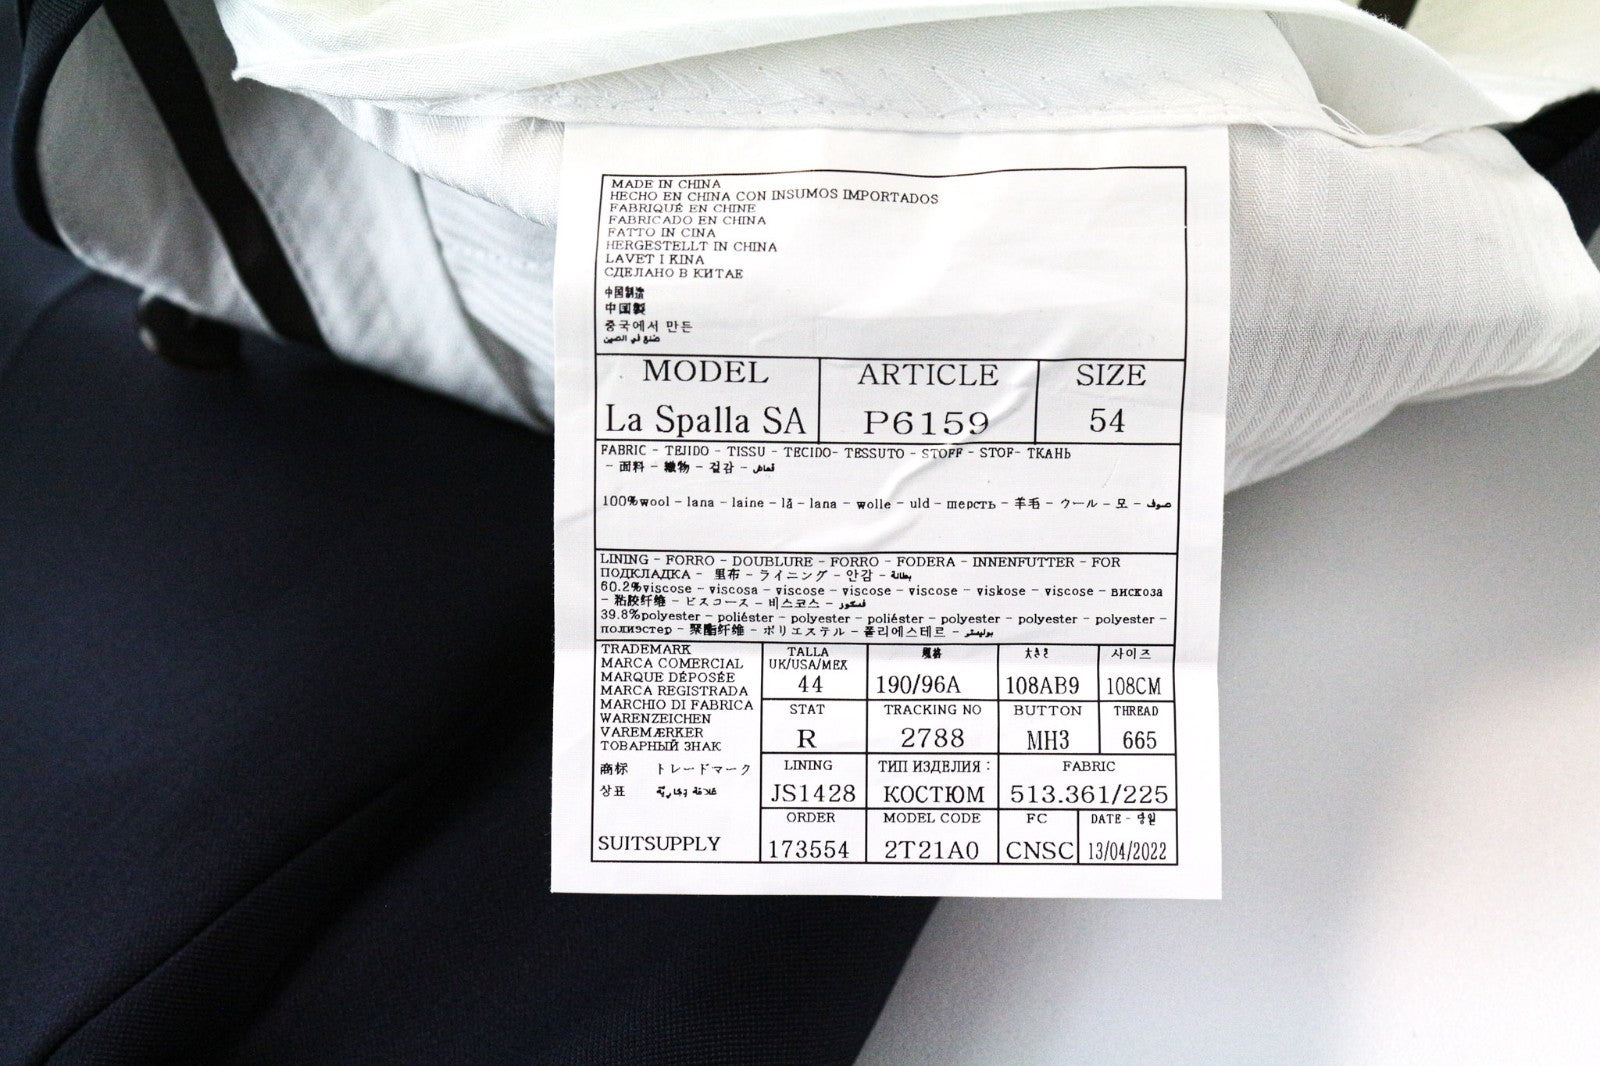 MADE IN CHINA
HECHO EN CHINA CON INSUMOS IMPORTADOS
FABRIQUÉ EN CHINE
FABRICADO EN CHINA
FATTO IN CINA
HERGESTELLT IN CHINA
LAVET I KINA
СДЕЛАНО В КИТАЕ
中国制造
中国製
중국에서 만든
صنع في الصين
MODEL ARTICLE SIZE
La Spalla SA P6159 54
FABRIC - TEJIDO - TISSU - TECIDO- TESSUTO - STOFF - STOF- ТКАНЬ
- 面料 - 織物 - 겉감 - قماش
100%wool - lana - laine - lã - lana - wolle - uld - шерсть - 羊毛 - ウール - 모 - صوف
LINING - FORRO - DOUBLURE - FORRO - FODERA - INNENFUTTER - FOR
ПОДКЛАДКА - 里布 - ライニング - 안감 - بطانة
60.2%viscose - viscosa - viscose - viscose - viscose - viskose - viscose - вискоза
- 粘胶纤维 - ビスコース - 비스코스 - فسكوز
39.8%polyester - poliéster - polyester - poliéster - polyester - polyester - polyester -
полиэстер - 聚酯纤维 - ポリエステル - 폴리에스테르 - بوليستر
TRADEMARK
MARCA COMERCIAL
MARQUE DÉPOSÉE
MARCA REGISTRADA
MARCHIO DI FABRICA
WARENZEICHEN
VAREMÆRKER
ТОВАРНЫЙ ЗНАК
商标 トレードマーク
상표 علامة تجارية
SUITSUPPLY
TALLA UK/USA/MEX 規格 大きさ 사이즈
44 190/96A 108AB9 108CM
STAT TRACKING NO BUTTON THREAD
R 2788 MH3 665
LINING ТИП ИЗДЕЛИЯ: FABRIC
JS1428 КОСТЮМ 513.361/225
ORDER MODEL CODE FC DATE -
173554 2T21A0 CNSC 13/04/2022